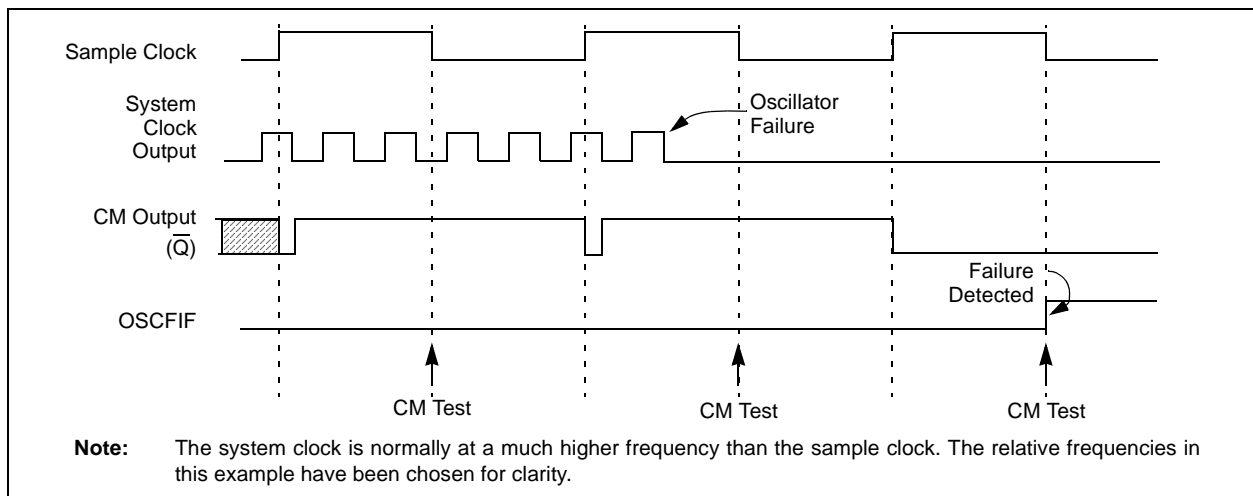 Sample Clock
System
Clock
Output
Oscillator
Failure
CM Output
(Q̅)
Failure
Detected
OSCFIF
CM Test
CM Test
CM Test
Note: The system clock is normally at a much higher frequency than the sample clock. The relative frequencies in
this example have been chosen for clarity.